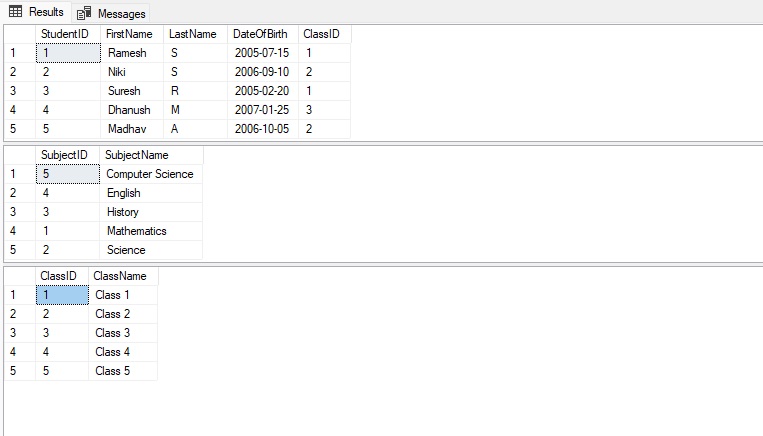 Results Messages
StudentID FirstName LastName DateOfBirth ClassID
1 1 Ramesh S 2005-07-15 1
2 2 Niki S 2006-09-10 2
3 3 Suresh R 2005-02-20 1
4 4 Dhanush M 2007-01-25 3
5 5 Madhav A 2006-10-05 2
SubjectID SubjectName
1 5 Computer Science
2 4 English
3 3 History
4 1 Mathematics
5 2 Science
ClassID ClassName
1 1 Class 1
2 2 Class 2
3 3 Class 3
4 4 Class 4
5 5 Class 5